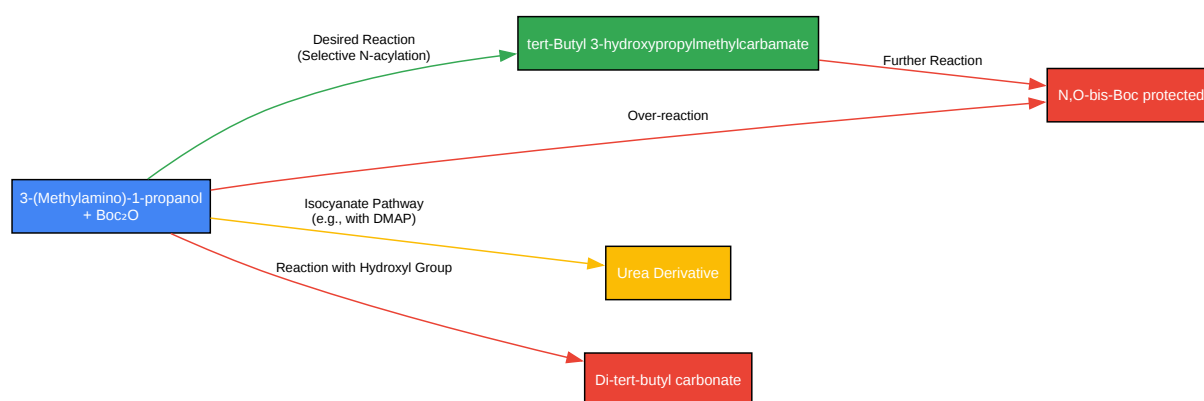 Desired Reaction
(Selective N-acylation)
tert-Butyl 3-hydroxypropylmethylcarbamate
Further Reaction
N,O-bis-Boc protected
Over-reaction
3-(Methylamino)-1-propanol
+ Boc₂O
Isocyanate Pathway
(e.g., with DMAP)
Urea Derivative
Reaction with Hydroxyl Group
Di-tert-butyl carbonate